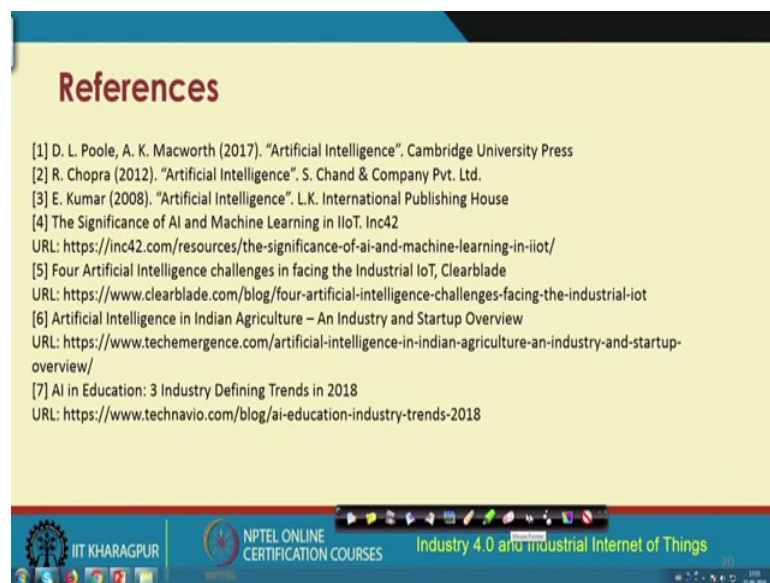 References
[1] D. L. Poole, A. K. Macworth (2017). “Artificial Intelligence”. Cambridge University Press
[2] R. Chopra (2012). “Artificial Intelligence”. S. Chand & Company Pvt. Ltd.
[3] E. Kumar (2008). “Artificial Intelligence”. I.K. International Publishing House
[4] The Significance of AI and Machine Learning in IIoT. Inc42
URL: https://inc42.com/resources/the-significance-of-ai-and-machine-learning-in-iiot/
[5] Four Artificial Intelligence challenges in facing the Industrial IoT, Clearblade
URL: https://www.clearblade.com/blog/four-artificial-intelligence-challenges-facing-the-industrial-iot
[6] Artificial Intelligence in Indian Agriculture – An Industry and Startup Overview
URL: https://www.techemergence.com/artificial-intelligence-in-indian-agriculture-an-industry-and-startup-
overview/
[7] AI in Education: 3 Industry Defining Trends in 2018
URL: https://www.technavio.com/blog/ai-education-industry-trends-2018
Mouse Pointer
IIT KHARAGPUR
NPTEL ONLINE
CERTIFICATION COURSES
Industry 4.0 and Industrial Internet of Things
20